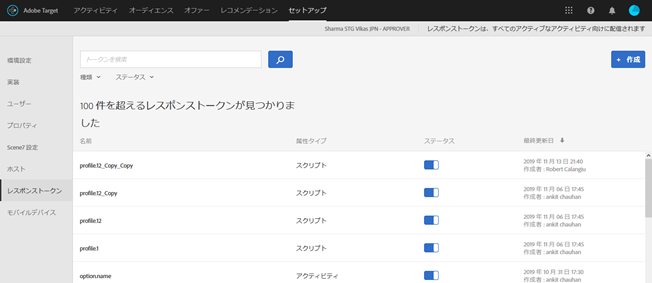 Adobe Target アクティビティ オーディエンス オファー レコメンデーション セットアップ
Sharma STG Vikas JPN - APPROVER レスポンストークンは、すべてのアクティブなアクティビティ向けに配信されます
環境設定
実装
ユーザー
プロパティ
Scene7 設定
ホスト
レスポンストークン
モバイルデバイス
トークンを検索
+ 作成
種類 ステータス
100 件を超えるレスポンストークンが見つかりま
した
名前 属性タイプ ステータス 最終更新日
profile.12_Copy_Copy スクリプト 2019 年 11 月 13 日 21:40
作成者 : Robert Calangiu
profile.12_Copy スクリプト 2019 年 11 月 06 日 17:45
作成者 : ankit chauhan
profile.12 スクリプト 2019 年 11 月 06 日 17:45
作成者 : ankit chauhan
profile.1 スクリプト 2019 年 11 月 06 日 17:45
作成者 : ankit chauhan
option.name アクティビティ 2019 年 10 月 31 日 17:30
作成者 : ankit chauhan